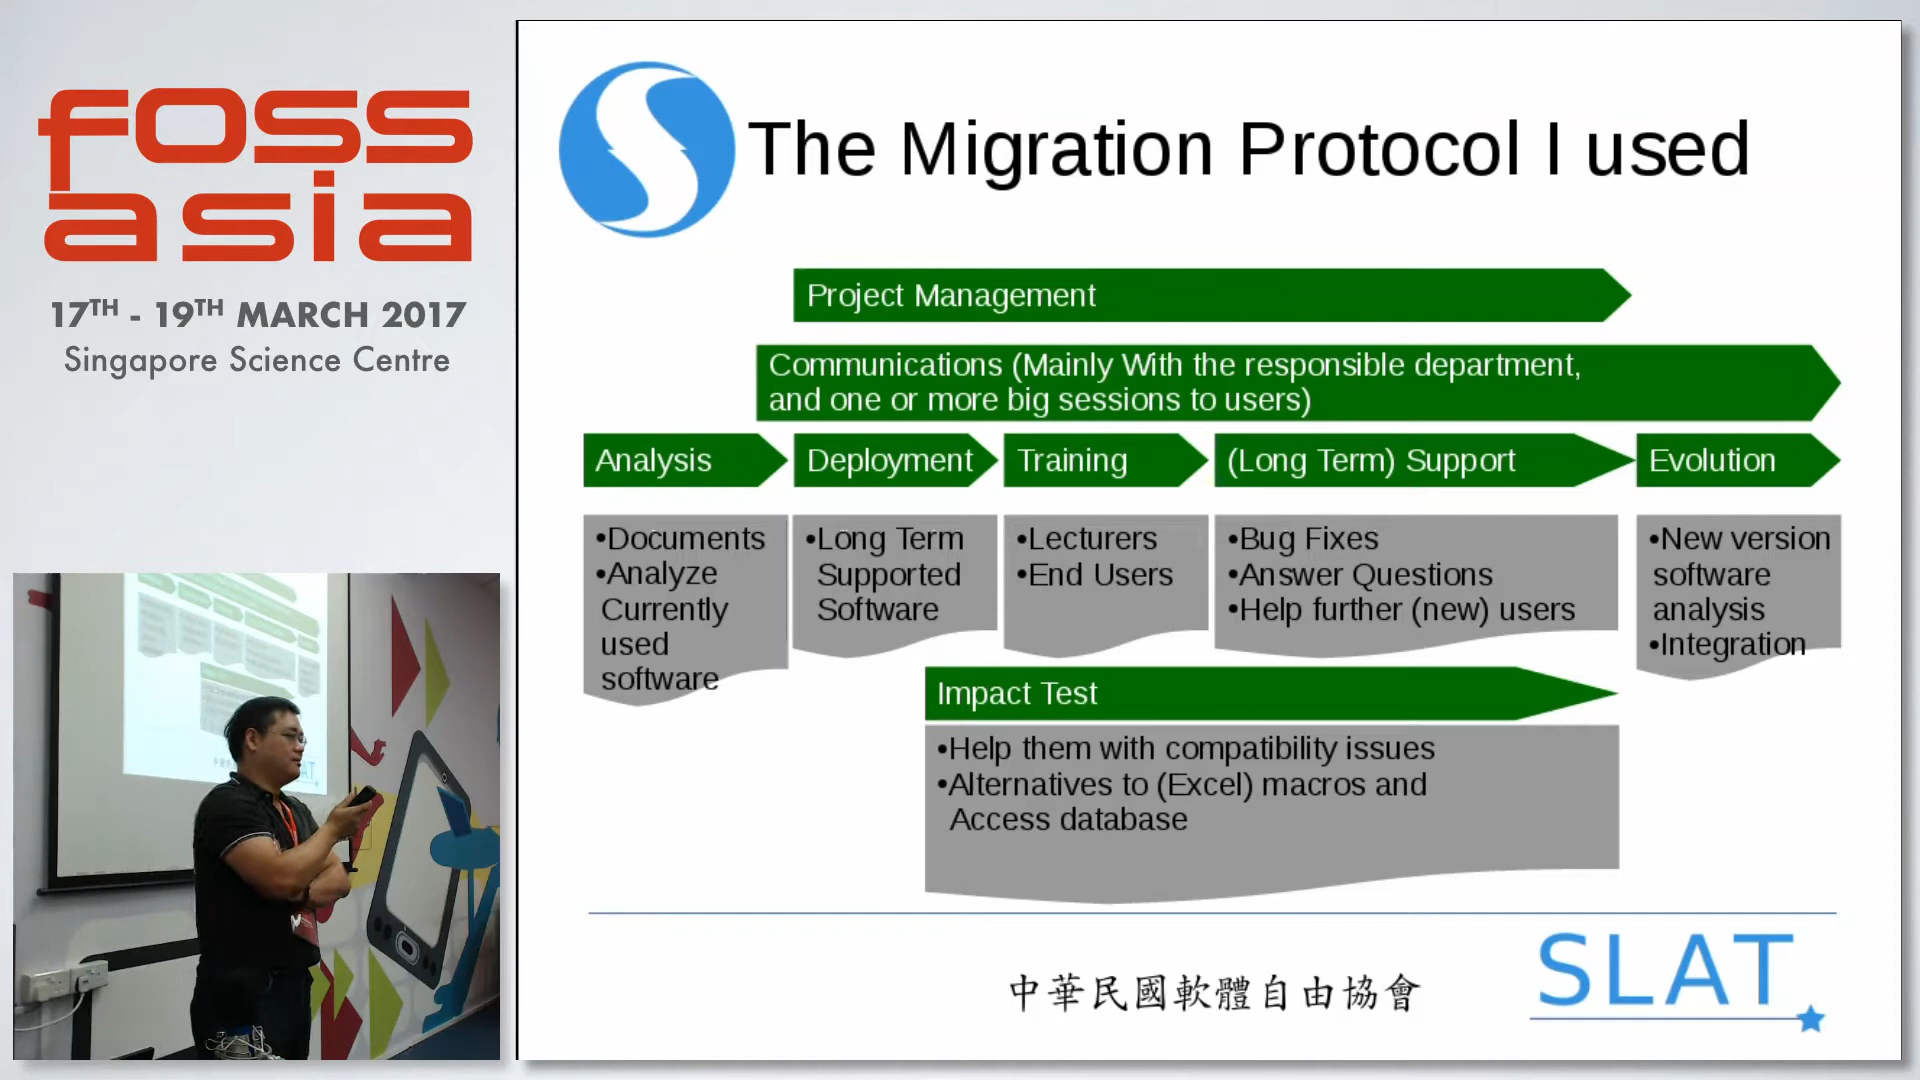 foss
asia
17TH - 19TH MARCH 2017
Singapore Science Centre
The Migration Protocol I used
Project Management
Communications (Mainly With the responsible department,
and one or more big sessions to users)
Analysis
Deployment
Training
(Long Term) Support
Evolution
•Documents
•Analyze
Currently
used
software
•Long Term
Supported
Software
•Lecturers
•End Users
•Bug Fixes
•Answer Questions
•Help further (new) users
•New version
software
analysis
•Integration
Impact Test
•Help them with compatibility issues
•Alternatives to (Excel) macros and
Access database
中華民國軟體自由協會
SLAT